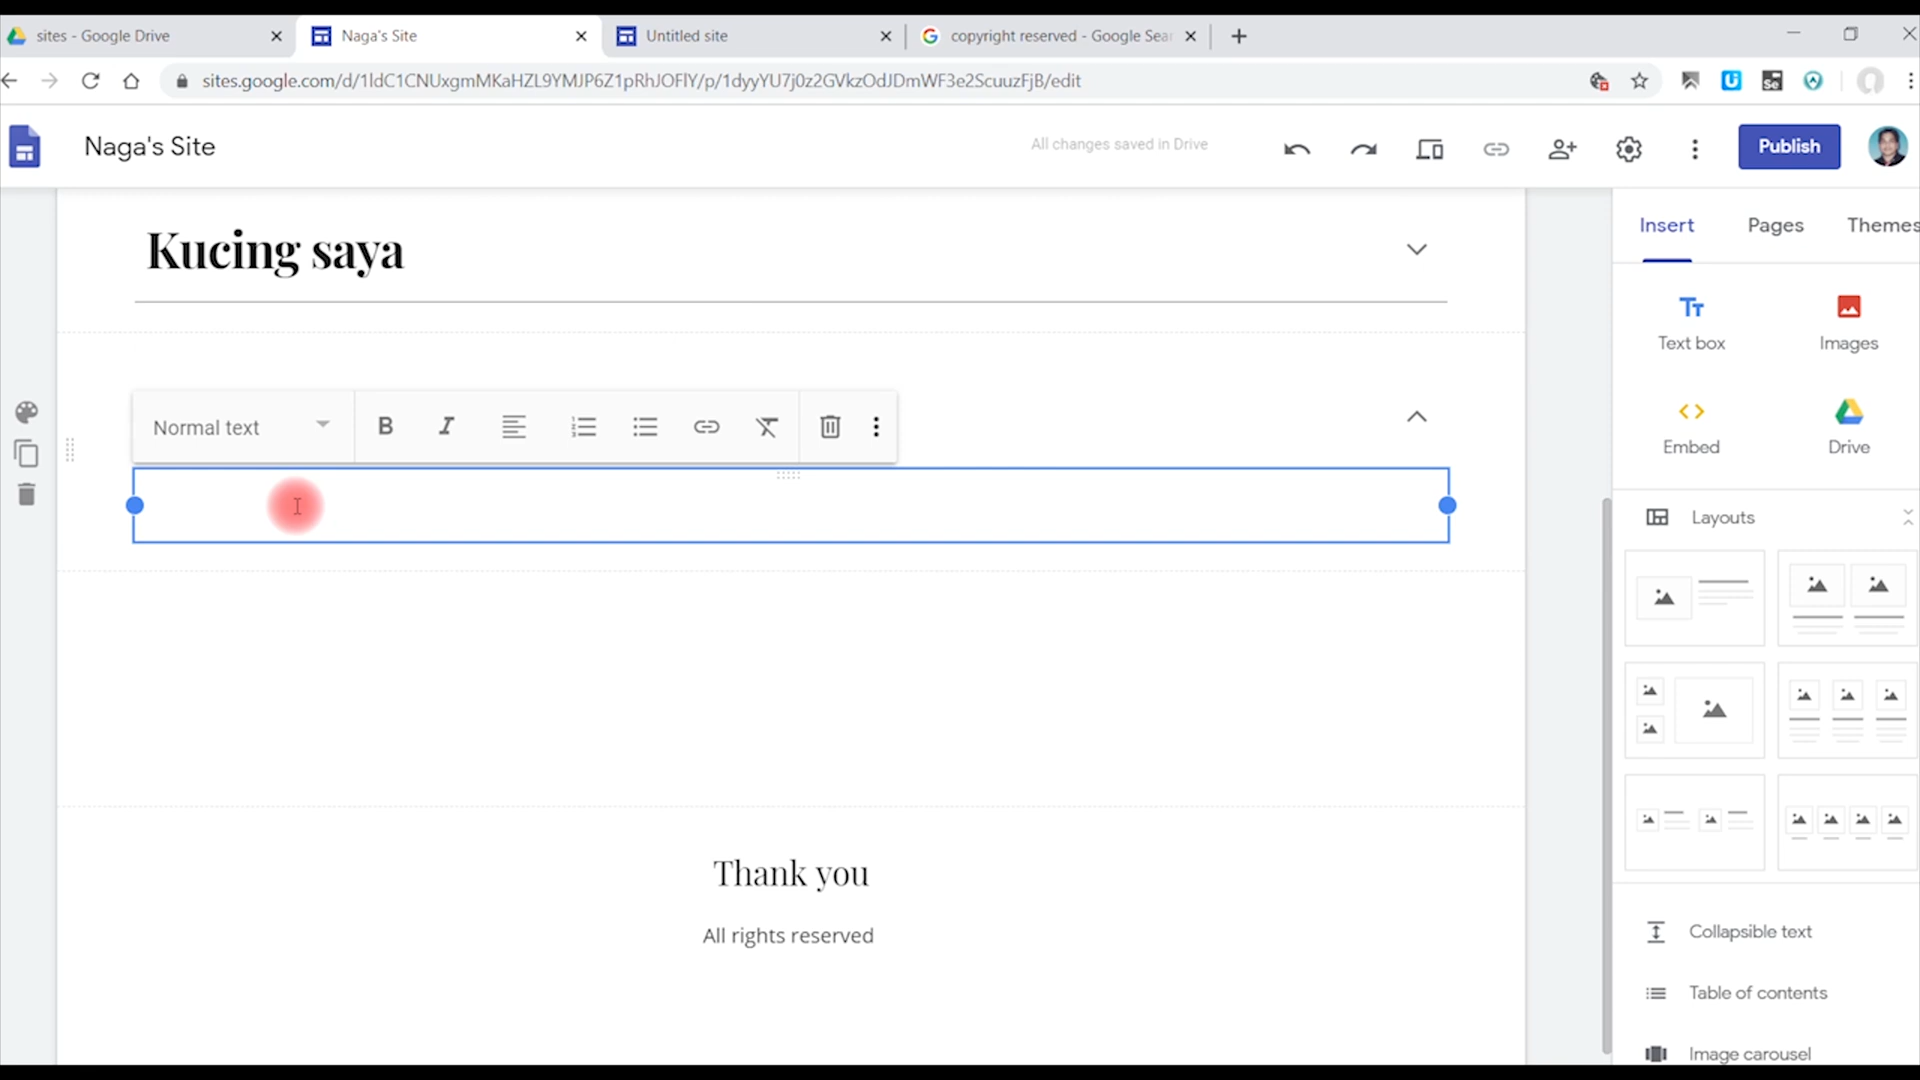 sites - Google Drive
Naga's Site
Untitled site
copyright reserved - Google Sea
sites.google.com/d/1ldC1CNUxgmMKaHZL9YMJP6Z1pRhJOFlY/p/1dyyYU7j0z2GVkzOdJDmWF3e2ScuuzFjB/edit
Naga's Site
All changes saved in Drive
Publish
Insert
Pages
Themes
Kucing saya
Text box
Images
Normal text
Embed
Drive
Layouts
Thank you
All rights reserved
Collapsible text
Table of contents
Image carousel